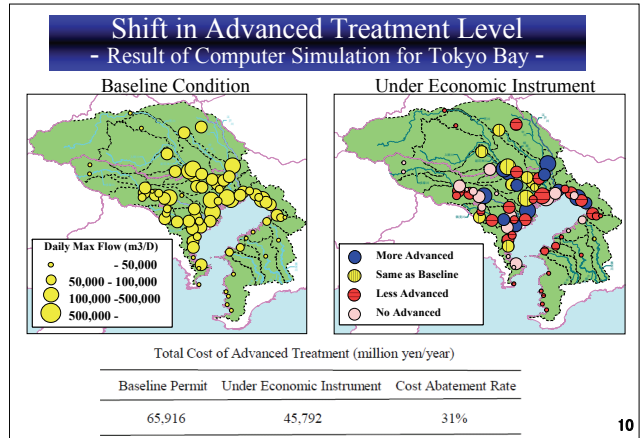 Shift in Advanced Treatment Level
- Result of Computer Simulation for Tokyo Bay -
Baseline Condition
Under Economic Instrument
Daily Max Flow (m3/D)
- 50,000
50,000 - 100,000
100,000 -500,000
500,000 -
More Advanced
Same as Baseline
Less Advanced
No Advanced
Total Cost of Advanced Treatment (million yen/year)
Baseline Permit Under Economic Instrument Cost Abatement Rate
65,916 45,792 31%
10